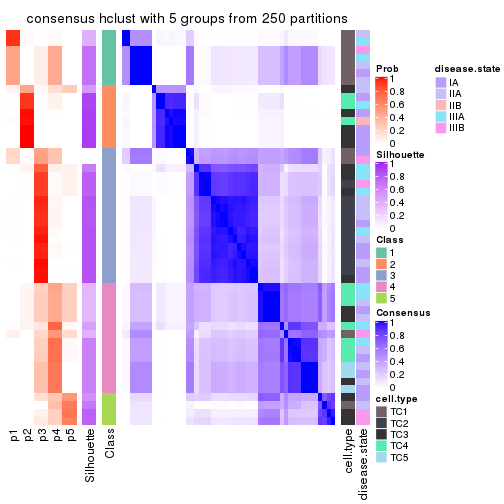 consensus hclust with 5 groups from 250 partitions
Prob
1
0.8
0.6
0.4
0.2
0
Silhouette
1
0.8
0.6
0.4
0.2
0
Class
1
2
3
4
5
Consensus
1
0.8
0.6
0.4
0.2
0
cell.type
TC1
TC2
TC3
TC4
TC5
disease.state
IA
IIA
IIB
IIIA
IIIB
p1
p2
p3
p4
p5
Silhouette
Class
cell.type
disease.state